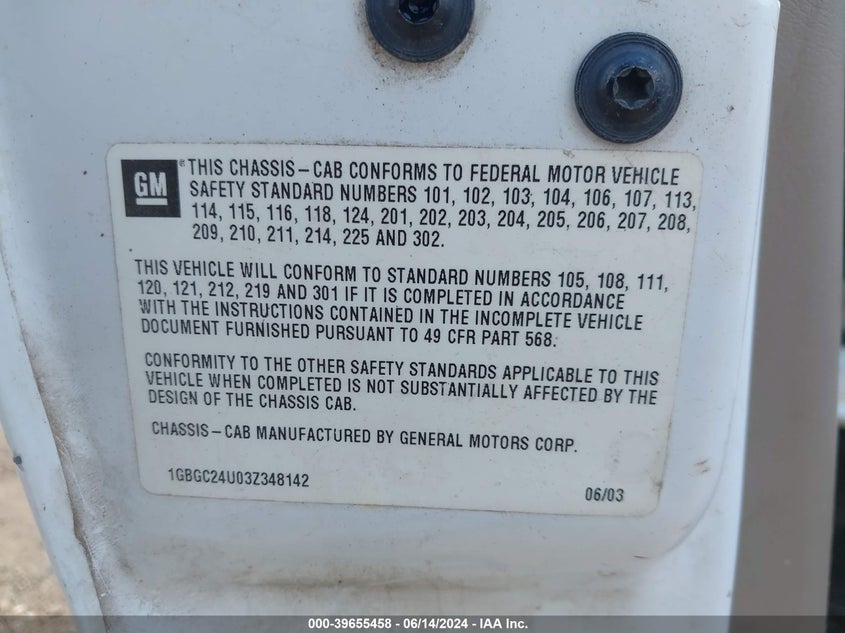 GM
® THIS CHASSIS–CAB CONFORMS TO FEDERAL MOTOR VEHICLE
SAFETY STANDARD NUMBERS 101, 102, 103, 104, 106, 107, 113,
114, 115, 116, 118, 124, 201, 202, 203, 204, 205, 206, 207, 208,
209, 210, 211, 214, 225 AND 302.
THIS VEHICLE WILL CONFORM TO STANDARD NUMBERS 105, 108, 111,
120, 121, 212, 219 AND 301 IF IT IS COMPLETED IN ACCORDANCE
WITH THE INSTRUCTIONS CONTAINED IN THE INCOMPLETE VEHICLE
DOCUMENT FURNISHED PURSUANT TO 49 CFR PART 568.
CONFORMITY TO THE OTHER SAFETY STANDARDS APPLICABLE TO THIS
VEHICLE WHEN COMPLETED IS NOT SUBSTANTIALLY AFFECTED BY THE
DESIGN OF THE CHASSIS CAB.
CHASSIS–CAB MANUFACTURED BY GENERAL MOTORS CORP.
1GBGC24U03Z348142 06/03
000-39655458 - 06/14/2024 - IAA Inc.